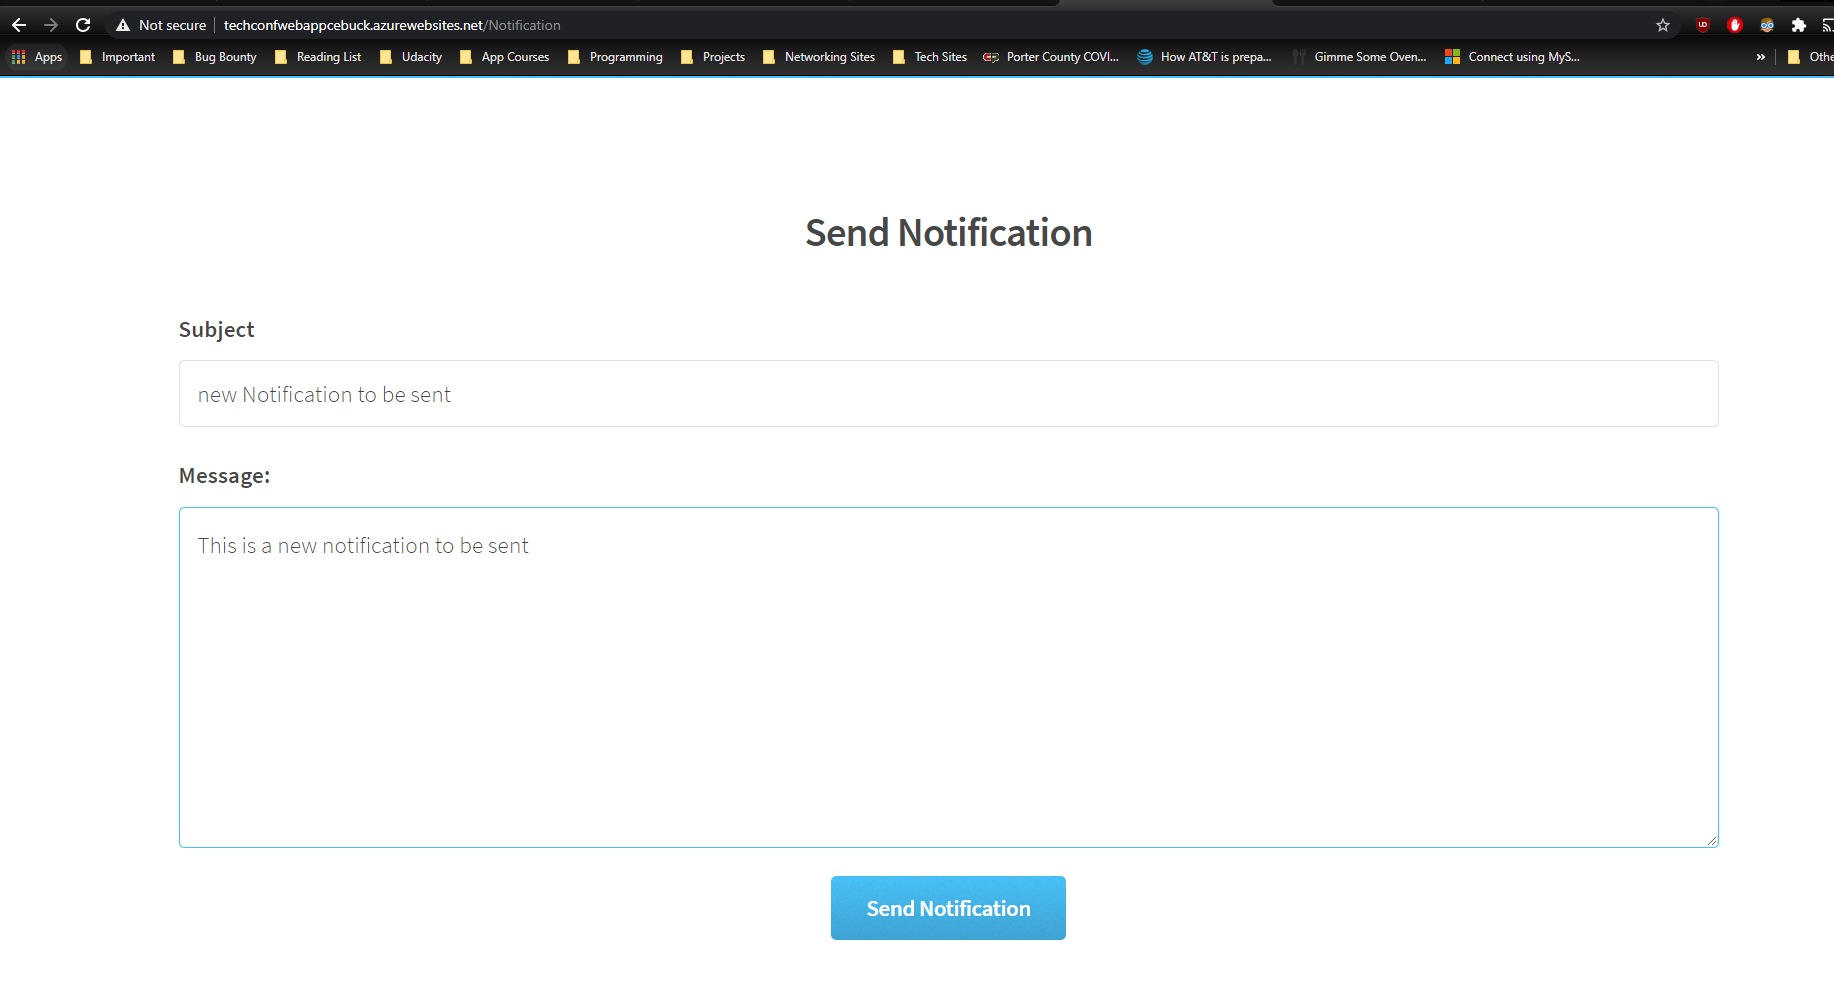 Not secure techconfwebappcebuck.azurewebsites.net/Notification
Apps Important Bug Bounty Reading List Udacity App Courses Programming Projects Networking Sites Tech Sites Porter County COVI... How AT&T is prepa... Gimme Some Oven... Connect using MyS... » Othe
Send Notification
Subject
new Notification to be sent
Message:
This is a new notification to be sent
Send Notification